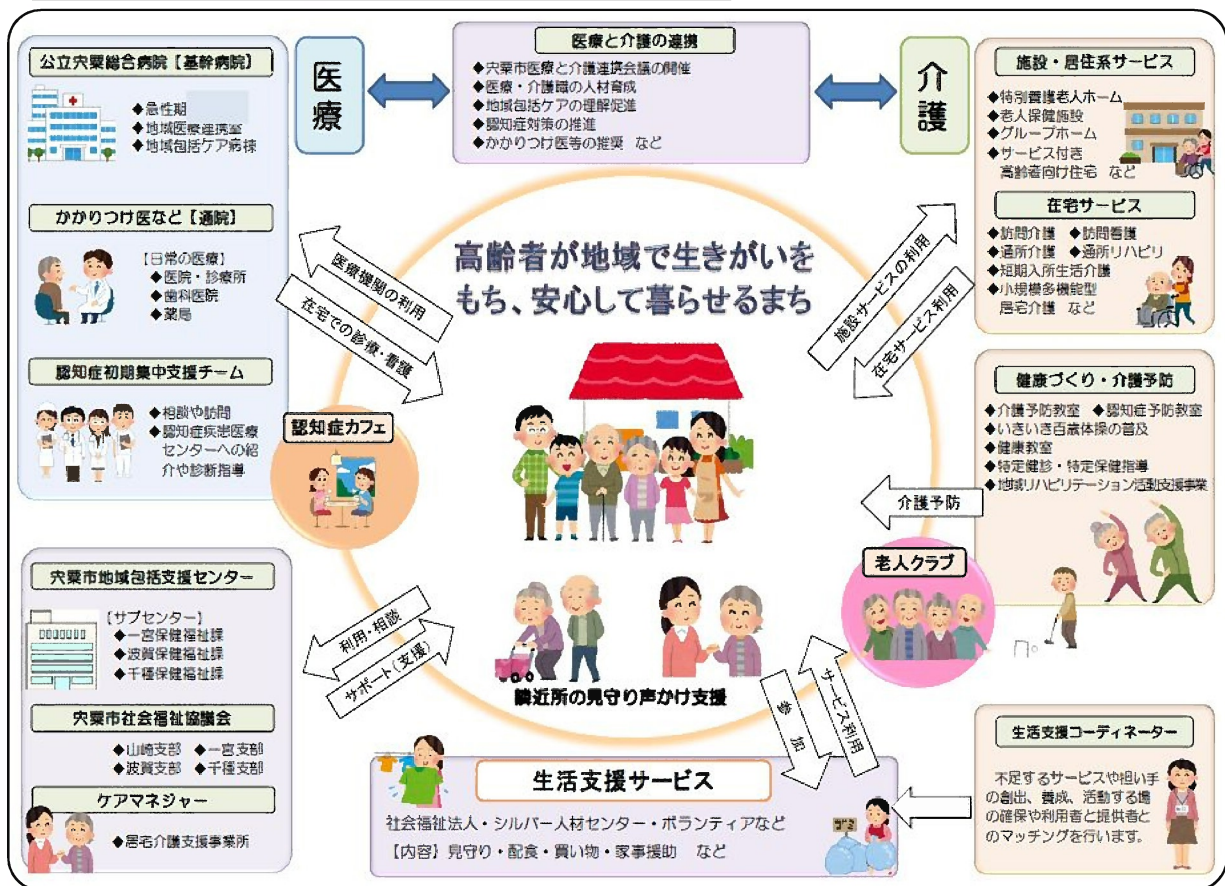 公立宍粟総合病院【基幹病院】
◆急性期
◆地域医療連携室
◆地域包括ケア病棟
かかりつけ医など【通院】
【日常の医療】
◆医院・診療所
◆歯科医院
◆薬局
認知症初期集中支援チーム
◆相談や訪問
◆認知症疾患医療
センターへの紹
介や診断指導
医療
医療と介護の連携
◆宍粟市医療と介護連携会議の開催
◆医療・介護職の人材育成
◆地域包括ケアの理解促進
◆認知症対策の推進
◆かかりつけ医等の推奨 など
介護
施設・居住系サービス
◆特別養護老人ホーム
◆老人保健施設
◆グループホーム
◆サービス付き
高齢者向け住宅 など
在宅サービス
◆訪問介護 ◆訪問看護
◆通所介護 ◆通所リハビリ
◆短期入所生活介護
◆小規模多機能型
居宅介護 など
高齢者が地域で生きがいを
もち、安心して暮らせるまち
医療機関の利用
在宅での診療・看護
施設サービスの利用
在宅サービス利用
認知症カフェ
健康づくり・介護予防
◆介護予防教室 ◆認知症予防教室
◆いきいき百歳体操の普及
◆健康教室
◆特定健診・特定保健指導
◆地域リハビリテーション活動支援事業
介護予防
老人クラブ
宍粟市地域包括支援センター
【サブセンター】
◆一宮保健福祉課
◆波賀保健福祉課
◆千種保健福祉課
宍粟市社会福祉協議会
◆山崎支部 ◆一宮支部
◆波賀支部 ◆千種支部
ケアマネジャー
◆居宅介護支援事業所
利用・相談
サポート(支援)
隣近所の見守り声かけ支援
参加
サービス利用
生活支援サービス
社会福祉法人・シルバー人材センター・ボランティアなど
【内容】見守り・配食・買い物・家事援助 など
ゴミ
生活支援コーディネーター
不足するサービスや担い手
の創出、養成、活動する場
の確保や利用者と提供者と
のマッチングを行います。